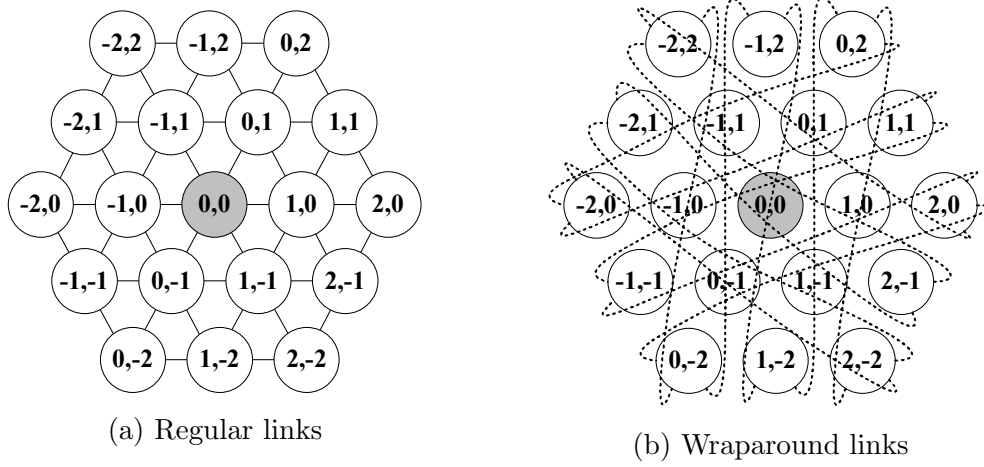 -2,2 -1,2 0,2
-2,1 -1,1 0,1 1,1
-2,0 -1,0 0,0 1,0 2,0
-1,-1 0,-1 1,-1 2,-1
0,-2 1,-2 2,-2
(a) Regular links
-2,2 -1,2 0,2
-2,1 -1,1 0,1 1,1
-2,0 -1,0 0,0 1,0 2,0
-1,-1 0,-1 1,-1 2,-1
0,-2 1,-2 2,-2
(b) Wraparound links